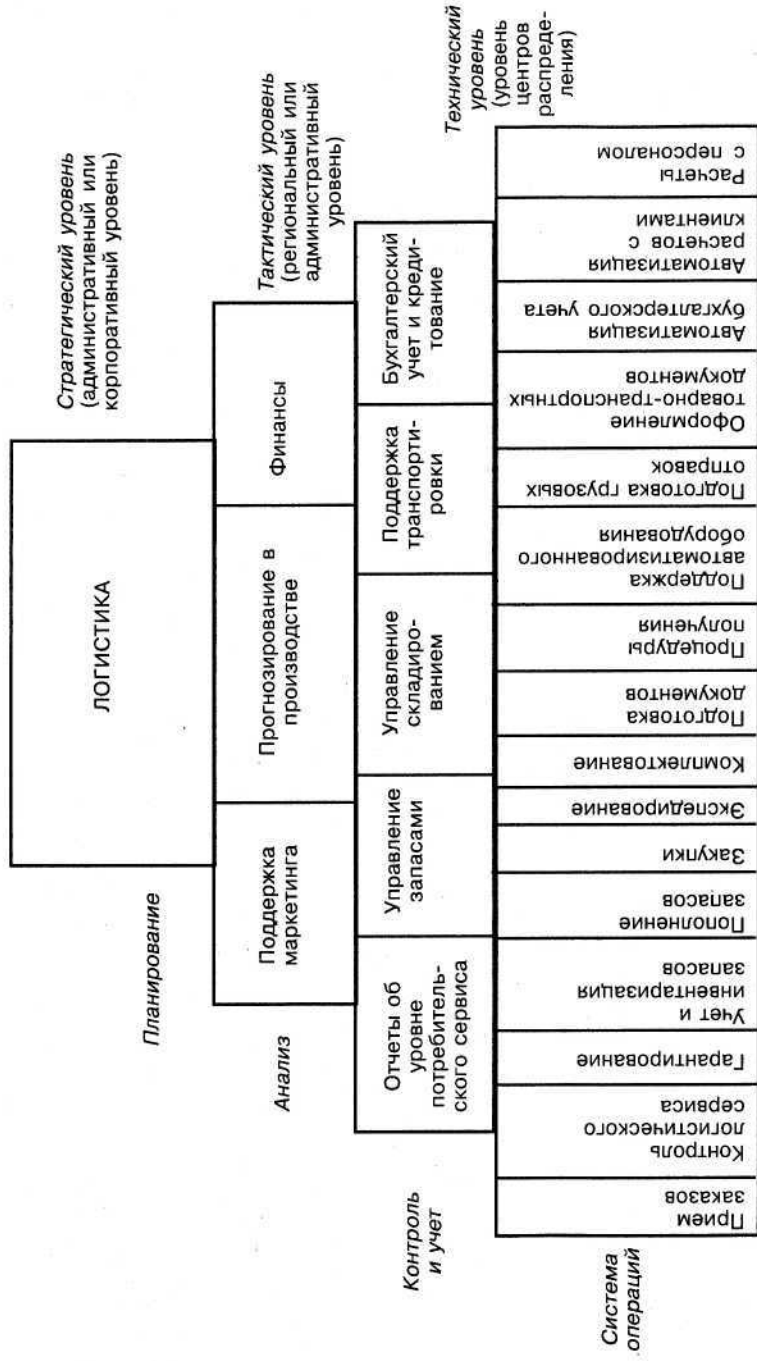 Стратегический уровень
(административный или
корпоративный уровень)
ЛОГИСТИКА
Планирование
Тактический уровень
(региональный или
административный
уровень)
Поддержка
маркетинга
Прогнозирование в
производстве
Финансы
Анализ
Технический
уровень
(уровень
центров
распреде-
ления)
Отчеты об
уровне
потребитель-
ского сервиса
Управление
запасами
Управление
складиро-
ванием
Поддержка
транспорти-
ровки
Бухгалтерский
учет и креди-
тование
Контроль
и учет
Прием
заказов
Контроль
логистического
сервиса
Гарантирование
Учет и
инвентаризация
запасов
Пополнение
запасов
Закупки
Экспедирование
Комплектование
Подготовка
документов
Процедуры
получения
Поддержка
автоматизированного
оборудования
Подготовка грузовых
отправок
Оформление
товарно-транспортных
документов
Автоматизация
бухгалтерского учета
Автоматизация
расчетов с
клиентами
Расчеты
с персоналом
Система
операций